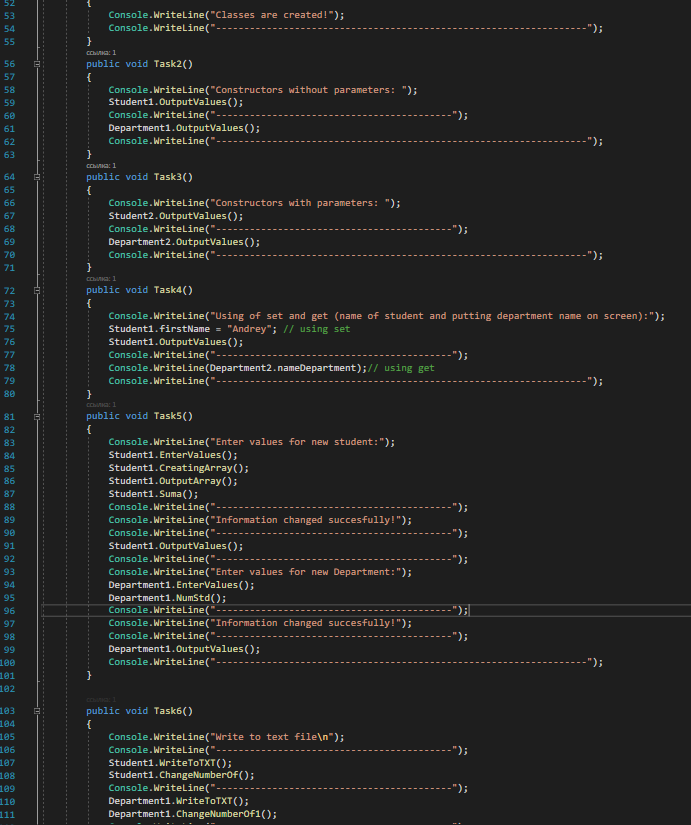 52 {
53 Console.WriteLine("Classes are created!");
54 Console.WriteLine("------------------------------------------------------------------");
55 }
ссылка: 1
56 public void Task2()
57 {
58 Console.WriteLine("Constructors without parameters: ");
59 Student1.OutputValues();
60 Console.WriteLine("------------------------------------------");
61 Department1.OutputValues();
62 Console.WriteLine("------------------------------------------------------------------");
63 }
ссылка: 1
64 public void Task3()
65 {
66 Console.WriteLine("Constructors with parameters: ");
67 Student2.OutputValues();
68 Console.WriteLine("------------------------------------------");
69 Department2.OutputValues();
70 Console.WriteLine("------------------------------------------------------------------");
71 }
ссылка: 1
72 public void Task4()
73 {
74 Console.WriteLine("Using of set and get (name of student and putting department name on screen):");
75 Student1.firstName = "Andrey"; // using set
76 Student1.OutputValues();
77 Console.WriteLine("------------------------------------------");
78 Console.WriteLine(Department2.nameDepartment);// using get
79 Console.WriteLine("------------------------------------------------------------------");
80 }
ссылка: 1
81 public void Task5()
82 {
83 Console.WriteLine("Enter values for new student:");
84 Student1.EnterValues();
85 Student1.CreatingArray();
86 Student1.OutputArray();
87 Student1.Suma();
88 Console.WriteLine("------------------------------------------");
89 Console.WriteLine("Information changed succesfully!");
90 Console.WriteLine("------------------------------------------");
91 Student1.OutputValues();
92 Console.WriteLine("------------------------------------------");
93 Console.WriteLine("Enter values for new Department:");
94 Department1.EnterValues();
95 Department1.NumStd();
96 Console.WriteLine("------------------------------------------");
97 Console.WriteLine("Information changed succesfully!");
98 Console.WriteLine("------------------------------------------");
99 Department1.OutputValues();
100 Console.WriteLine("------------------------------------------------------------------");
101 }
102
ссылка: 1
103 public void Task6()
104 {
105 Console.WriteLine("Write to text file\n");
106 Console.WriteLine("------------------------------------------");
107 Student1.WriteToTXT();
108 Student1.ChangeNumberOf();
109 Console.WriteLine("------------------------------------------");
110 Department1.WriteToTXT();
111 Department1.ChangeNumberOf1();